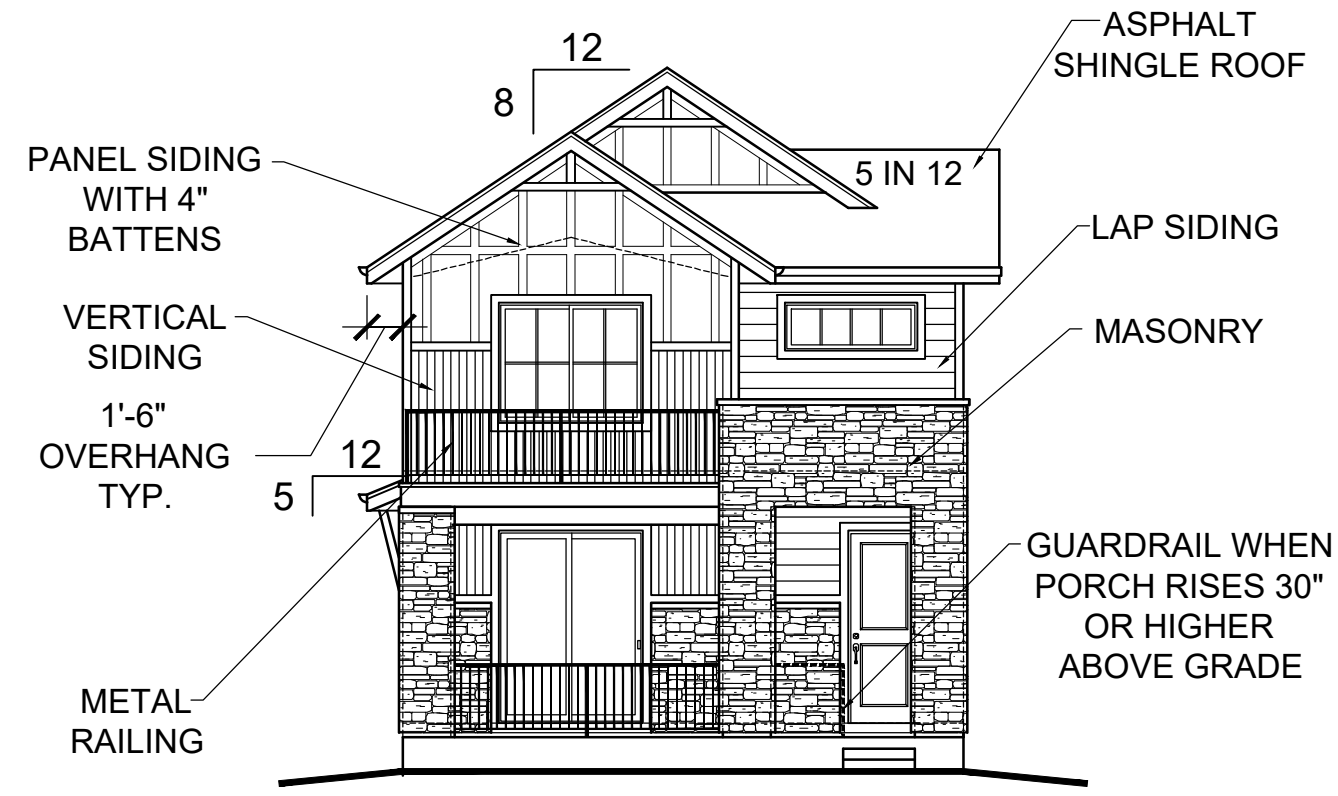 ASPHALT
SHINGLE ROOF
12
8
PANEL SIDING
WITH 4"
BATTENS
5 IN 12
LAP SIDING
VERTICAL
SIDING
MASONRY
1'-6"
OVERHANG
TYP.
12
5
GUARDRAIL WHEN
PORCH RISES 30"
OR HIGHER
ABOVE GRADE
METAL
RAILING